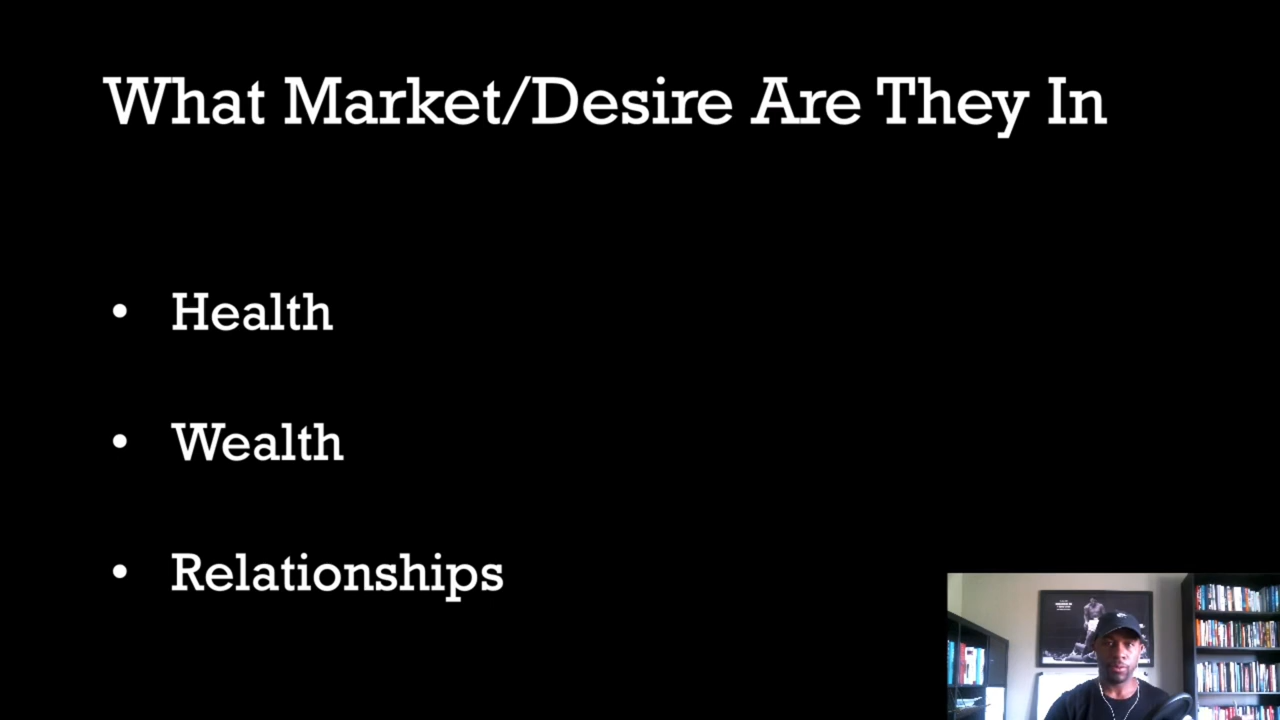 What Market/Desire Are They In
• Health
• Wealth
• Relationships